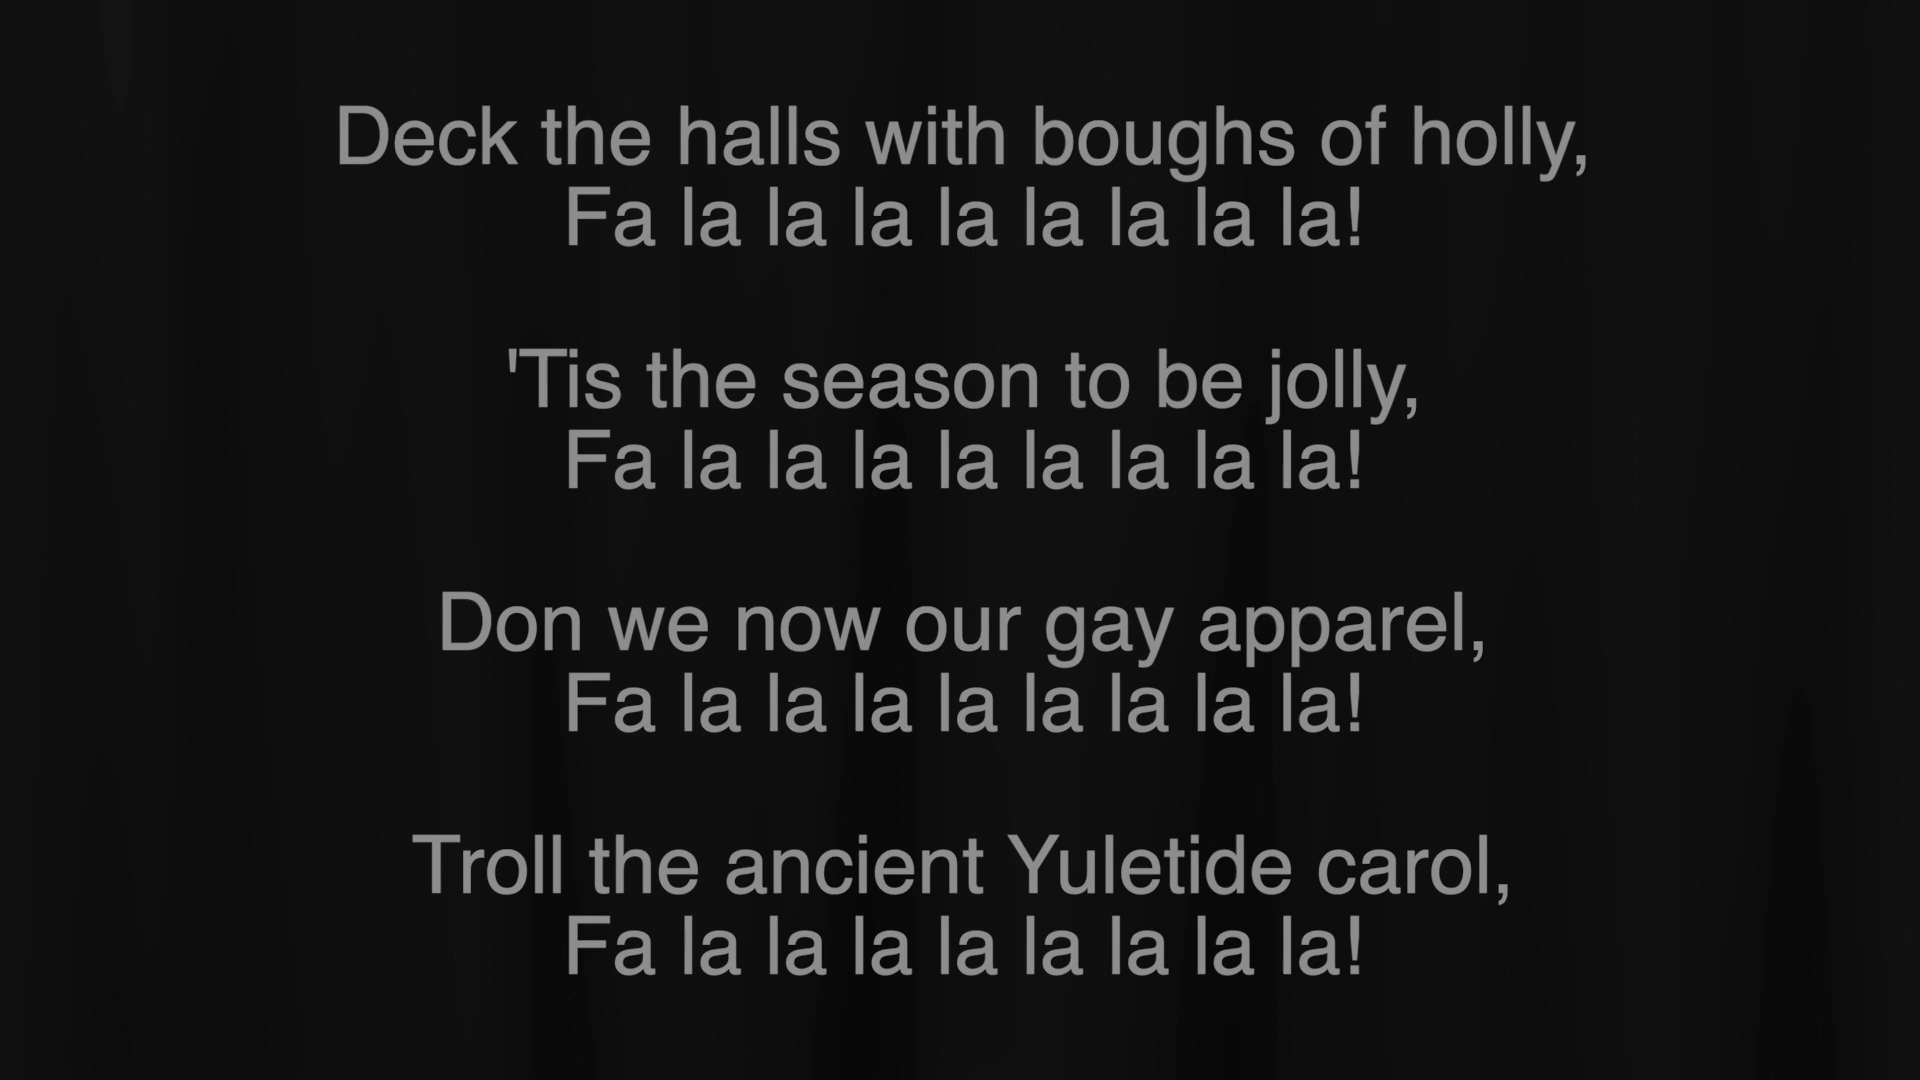 Deck the halls with boughs of holly,
Fa la la la la la la la la!
'Tis the season to be jolly,
Fa la la la la la la la la!
Don we now our gay apparel,
Fa la la la la la la la la!
Troll the ancient Yuletide carol,
Fa la la la la la la la la!